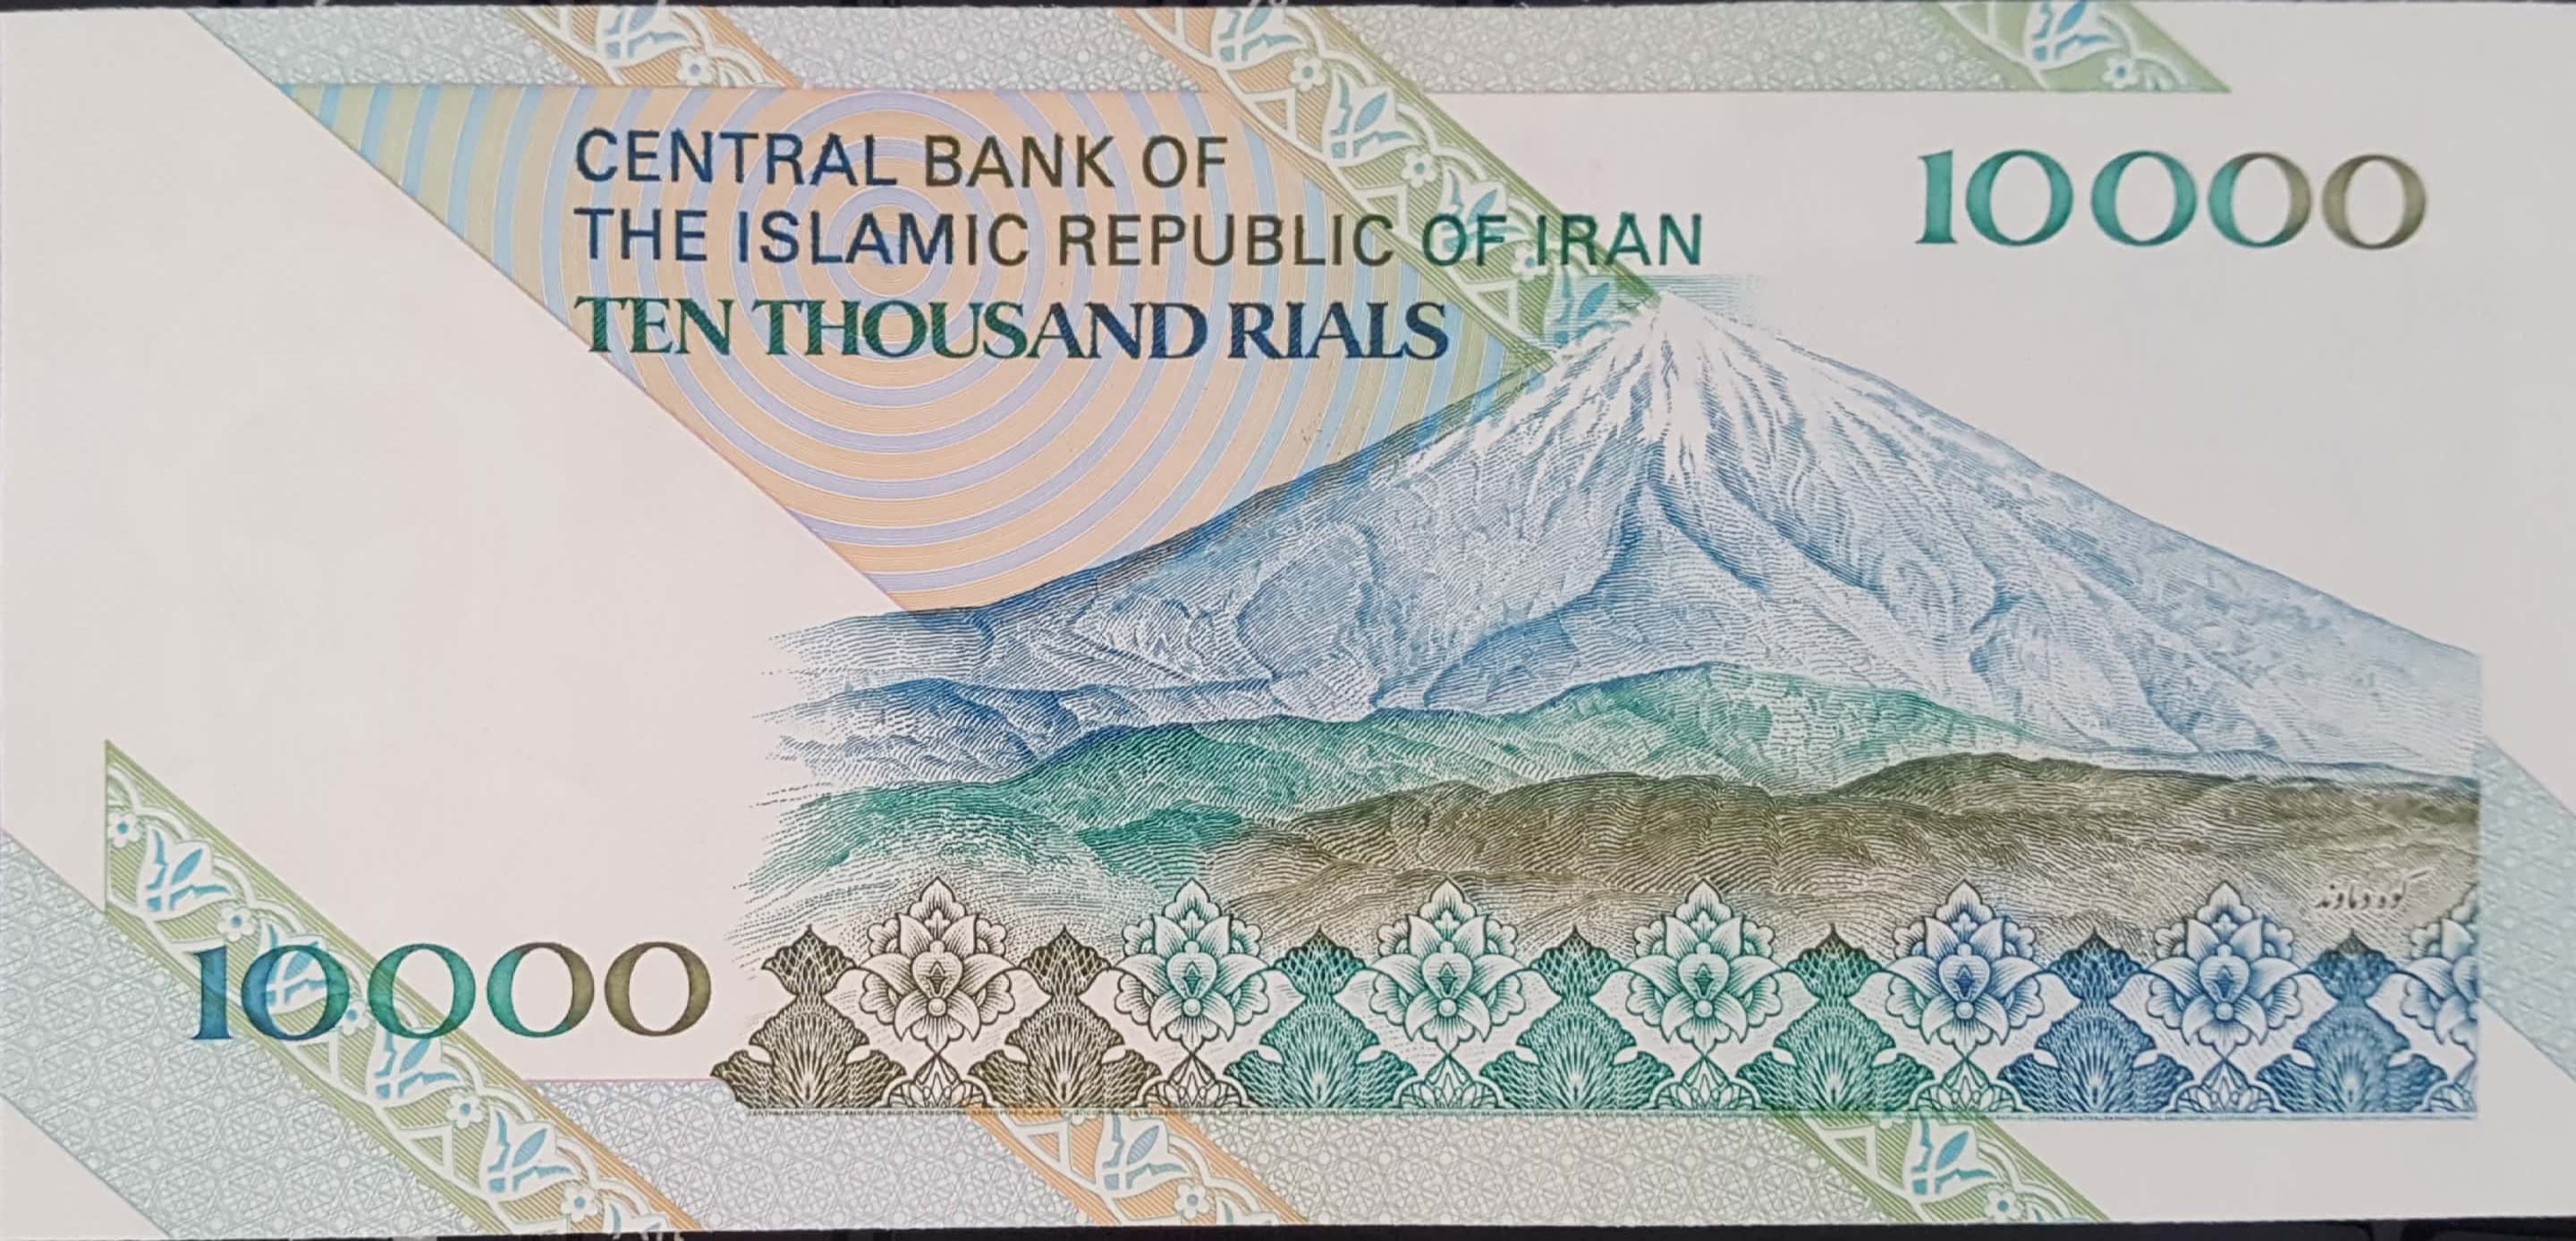 CENTRAL BANK OF
THE ISLAMIC REPUBLIC OF IRAN
TEN THOUSAND RIALS
10000
کوه دماوند
10000